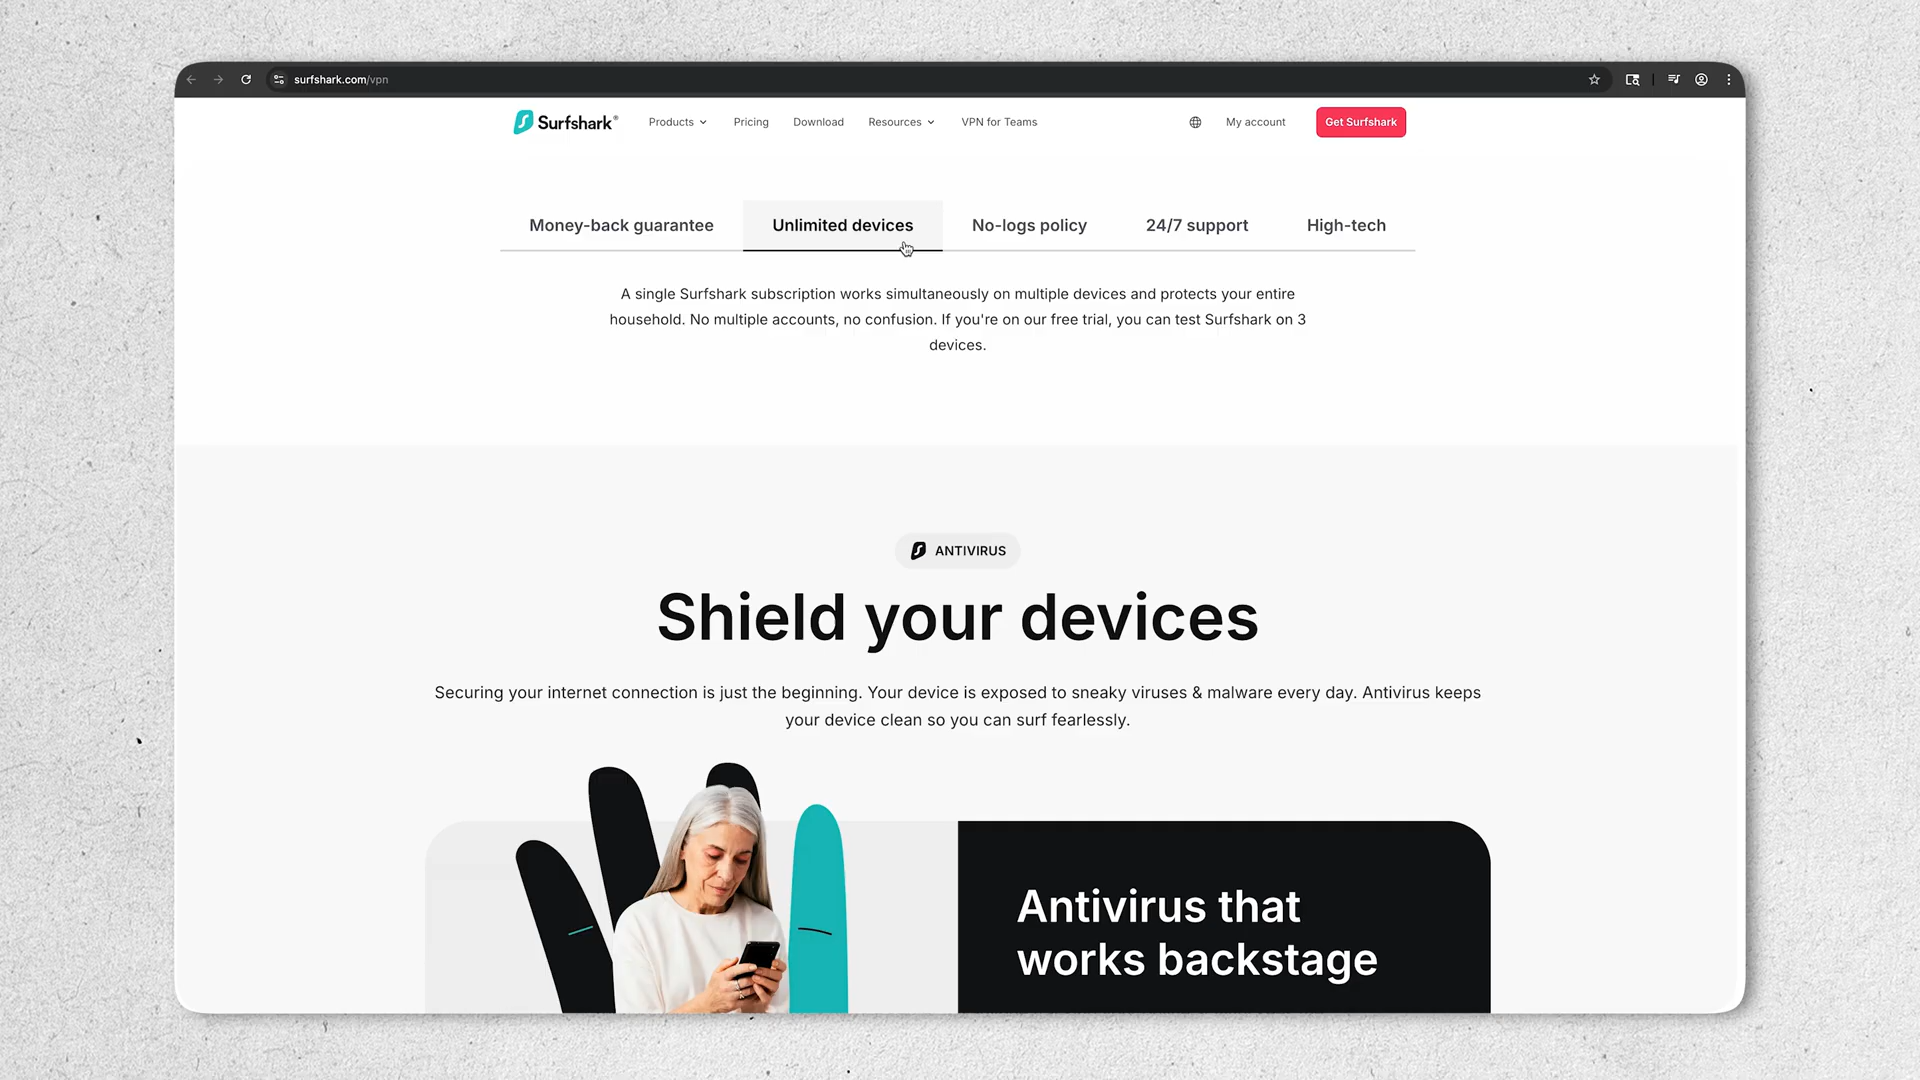 surfshark.com/vpn
Surfshark®
Products
Pricing
Download
Resources
VPN for Teams
My account
Get Surfshark
Money-back guarantee
Unlimited devices
No-logs policy
24/7 support
High-tech
A single Surfshark subscription works simultaneously on multiple devices and protects your entire
household. No multiple accounts, no confusion. If you're on our free trial, you can test Surfshark on 3
devices.
ANTIVIRUS
Shield your devices
Securing your internet connection is just the beginning. Your device is exposed to sneaky viruses & malware every day. Antivirus keeps
your device clean so you can surf fearlessly.
Antivirus that
works backstage